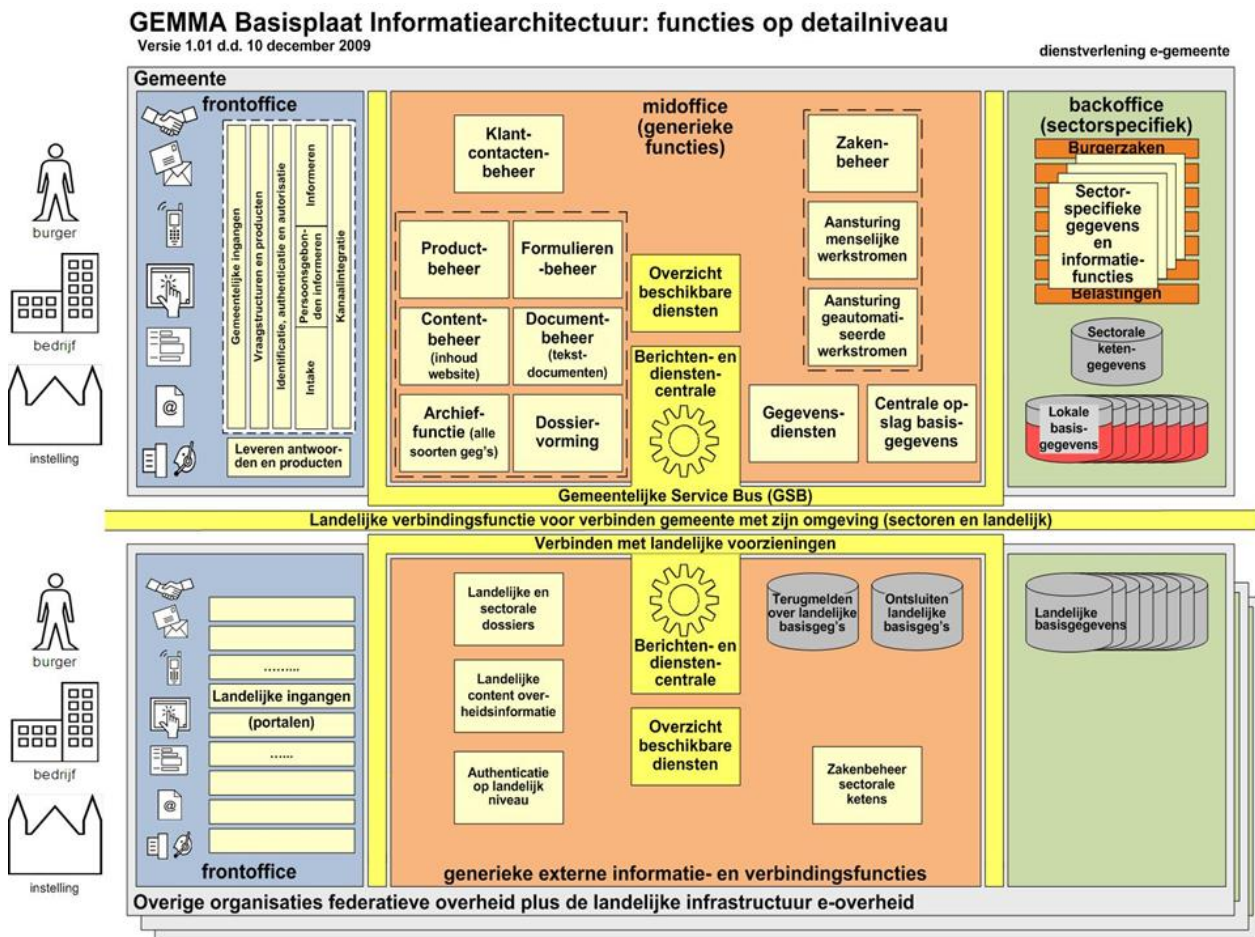 GEMMA Basisplaat Informatiearchitectuur: functies op detailniveau
Versie 1.01 d.d. 10 december 2009
dienstverlening e-gemeente
Gemeente
frontoffice
Gemeentelijke ingangen
Vraagstructuren en producten
Identificatie, authenticatie en autorisatie
Informeren
Persoonsgebon-
den informeren
Intake
Kanaalintegratie
Leveren antwoor-
den en producten
@
burger
bedrijf
instelling
midoffice
(generieke
functies)
Klant-
contacten-
beheer
Product-
beheer
Formulieren
-beheer
Content-
beheer
(inhoud
website)
Document-
beheer
(tekst-
documenten)
Archief-
functie (alle
soorten geg's)
Dossier-
vorming
Overzicht
beschikbare
diensten
Berichten- en
diensten-
centrale
Zaken-
beheer
Aansturing
menselijke
werkstromen
Aansturing
geautomati-
seerde
werkstromen
Gegevens-
diensten
Centrale op-
slag basis-
gegevens
backoffice
(sectorspecifiek)
Burgerzaken
Sector-
specifieke
gegevens
en
informatie-
functies
Belastingen
Sectorale
keten-
gegevens
Lokale
basis-
gegevens
Gemeentelijke Service Bus (GSB)
Landelijke verbindingsfunctie voor verbinden gemeente met zijn omgeving (sectoren en landelijk)
Verbinden met landelijke voorzieningen
burger
bedrijf
instelling
@
.........
Landelijke ingangen
(portalen)
......
frontoffice
Landelijke en
sectorale
dossiers
Landelijke
content over-
heidsinformatie
Authenticatie
op landelijk
niveau
Berichten- en
diensten-
centrale
Overzicht
beschikbare
diensten
Terugmelden
over landelijke
basisgeg's
Ontsluiten
landelijke
basisgeg's
Zakenbeheer
sectorale
ketens
Landelijke
basisgegevens
generieke externe informatie- en verbindingsfuncties
Overige organisaties federatieve overheid plus de landelijke infrastructuur e-overheid